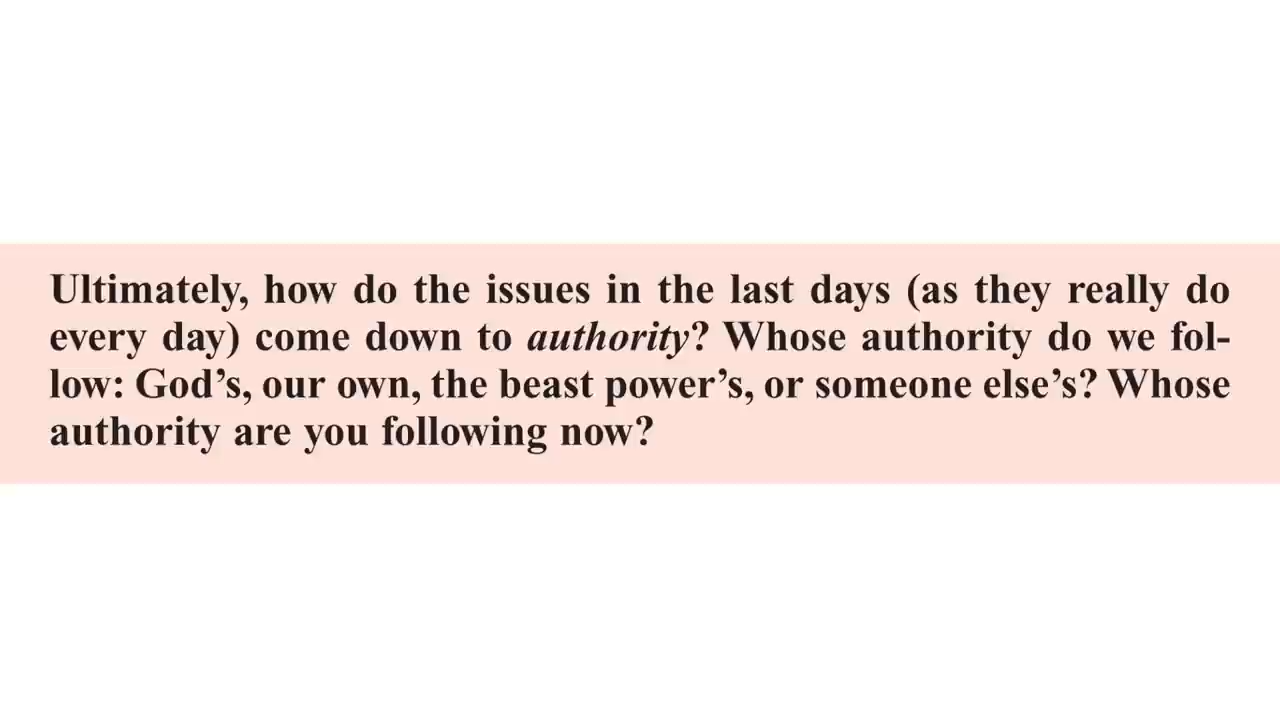 Ultimately, how do the issues in the last days (as they really do
every day) come down to authority? Whose authority do we fol-
low: God’s, our own, the beast power’s, or someone else’s? Whose
authority are you following now?